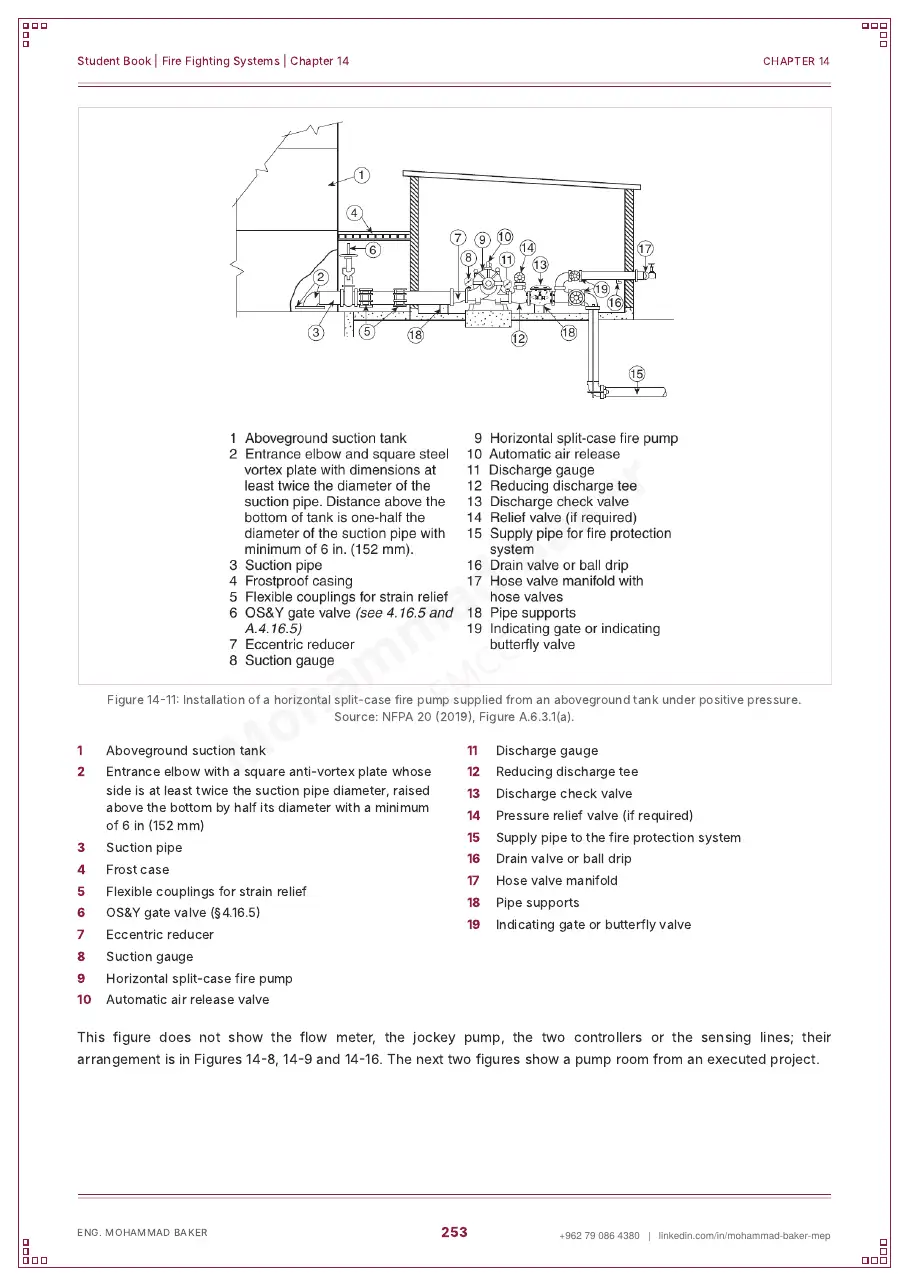 Student Book | Fire Fighting Systems | Chapter 14
CHAPTER 14
1
4
6
2
3
5
18
7
8
9
10
11
14
13
12
18
19
16
17
15
1 Aboveground suction tank
2 Entrance elbow and square steel
vortex plate with dimensions at
least twice the diameter of the
suction pipe. Distance above the
bottom of tank is one-half the
diameter of the suction pipe with
minimum of 6 in. (152 mm).
3 Suction pipe
4 Frostproof casing
5 Flexible couplings for strain relief
6 OS&Y gate valve (see 4.16.5 and
A.4.16.5)
7 Eccentric reducer
8 Suction gauge
9 Horizontal split-case fire pump
10 Automatic air release
11 Discharge gauge
12 Reducing discharge tee
13 Discharge check valve
14 Relief valve (if required)
15 Supply pipe for fire protection
system
16 Drain valve or ball drip
17 Hose valve manifold with
hose valves
18 Pipe supports
19 Indicating gate or indicating
butterfly valve
Figure 14-11: Installation of a horizontal split-case fire pump supplied from an aboveground tank under positive pressure.
Source: NFPA 20 (2019), Figure A.6.3.1(a).
1 Aboveground suction tank
2 Entrance elbow with a square anti-vortex plate whose
side is at least twice the suction pipe diameter, raised
above the bottom by half its diameter with a minimum
of 6 in (152 mm)
3 Suction pipe
4 Frost case
5 Flexible couplings for strain relief
6 OS&Y gate valve (§4.16.5)
7 Eccentric reducer
8 Suction gauge
9 Horizontal split-case fire pump
10 Automatic air release valve
11 Discharge gauge
12 Reducing discharge tee
13 Discharge check valve
14 Pressure relief valve (if required)
15 Supply pipe to the fire protection system
16 Drain valve or ball drip
17 Hose valve manifold
18 Pipe supports
19 Indicating gate or butterfly valve
This figure does not show the flow meter, the jockey pump, the two controllers or the sensing lines; their
arrangement is in Figures 14-8, 14-9 and 14-16. The next two figures show a pump room from an executed project.
ENG. MOHAMMAD BAKER
253
+962 79 086 4380 | linkedin.com/in/mohammad-baker-mep